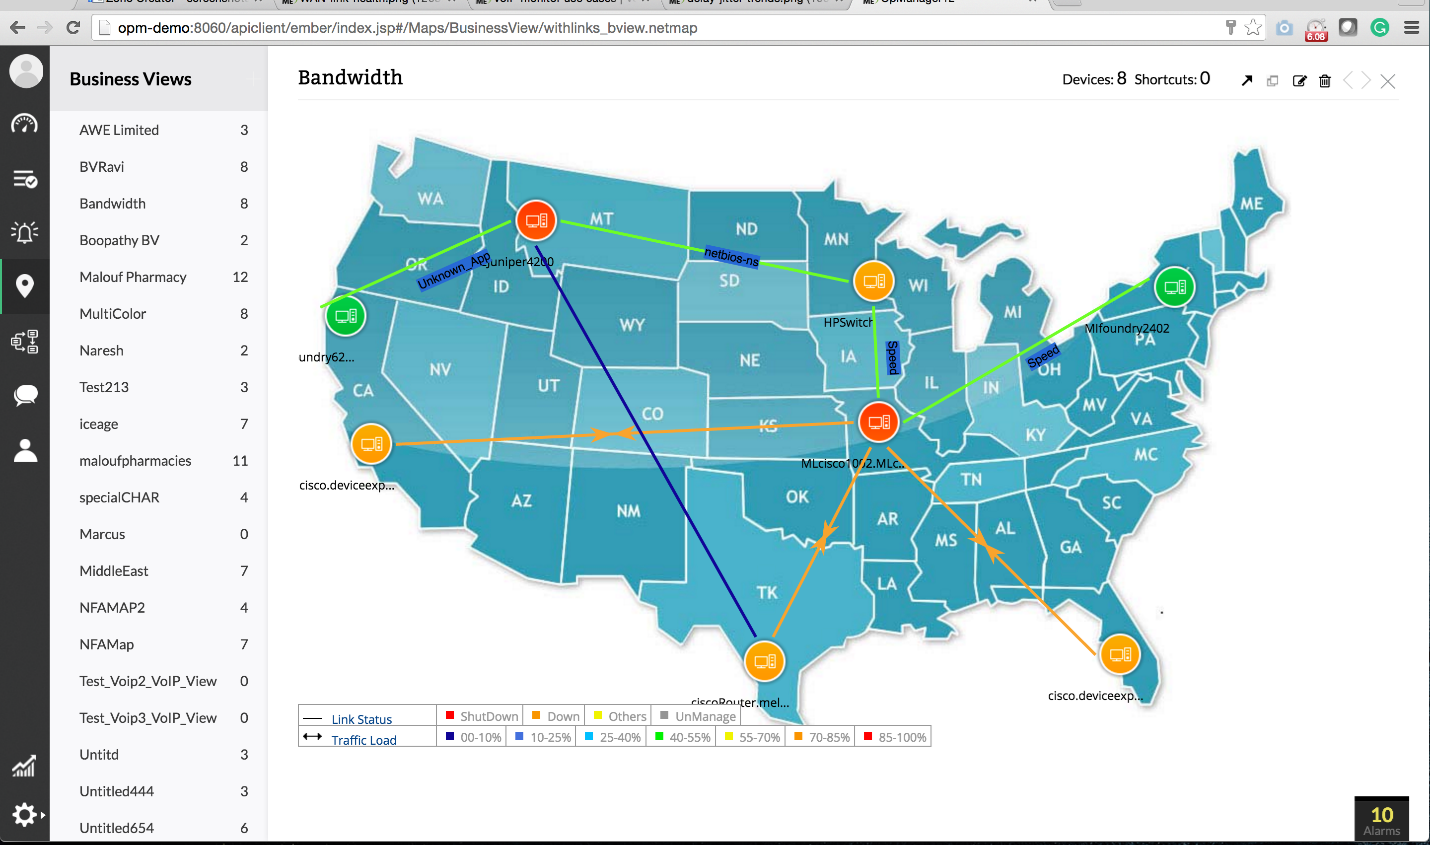 opm-demo:8060/apiclient/ember/index.jsp#/Maps/BusinessView/withlinks_bview.netmap
6.08
Business Views
AWE Limited 3
BVRavi 8
Bandwidth 8
Boopathy BV 2
Malouf Pharmacy 12
MultiColor 8
Naresh 2
Test213 3
iceage 7
maloufpharmacies 11
specialCHAR 4
Marcus 0
MiddleEast 7
NFAMAP2 4
NFAMap 7
Test_Voip2_VoIP_View 0
Test_Voip3_VoIP_View 0
Untitd 3
Untitled444 3
Untitled654 6
Bandwidth
Devices: 8 Shortcuts: 0
WA
MT
ND
MN
ME
OR
Unknown_App
juniper4200
netbios-ns
ID
SD
WI
MI
HPSwitch
MIfoundry2402
PA
WY
undry62...
Speed
Speed
NV
NE
IA
IL
IN
OH
CA
UT
CO
KS
MV
VA
KY
MC
cisco.deviceexp...
MLcisco1002.MLc..
TN
AZ
NM
OK
AR
SC
MS
AL
GA
TK
LA
cisco.deviceexp...
ciscoRouter.mel...
Link Status ShutDown Down Others UnManage
Traffic Load 00-10% 10-25% 25-40% 40-55% 55-70% 70-85% 85-100%
10
Alarms